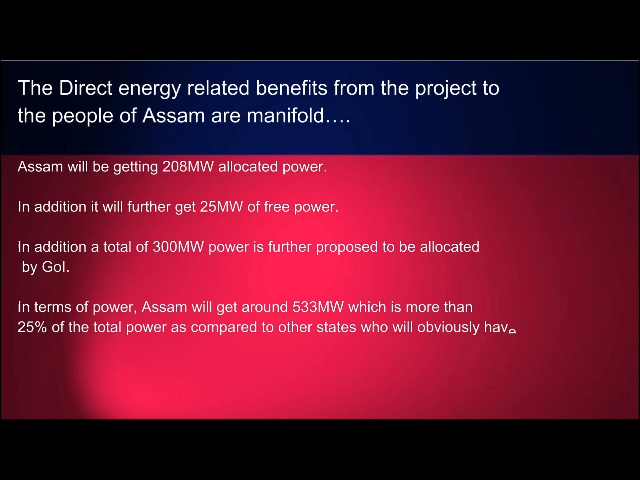 The Direct energy related benefits from the project to
the people of Assam are manifold….
Assam will be getting 208MW allocated power.
In addition it will further get 25MW of free power.
In addition a total of 300MW power is further proposed to be allocated
by GoI.
In terms of power, Assam will get around 533MW which is more than
25% of the total power as compared to other states who will obviously have